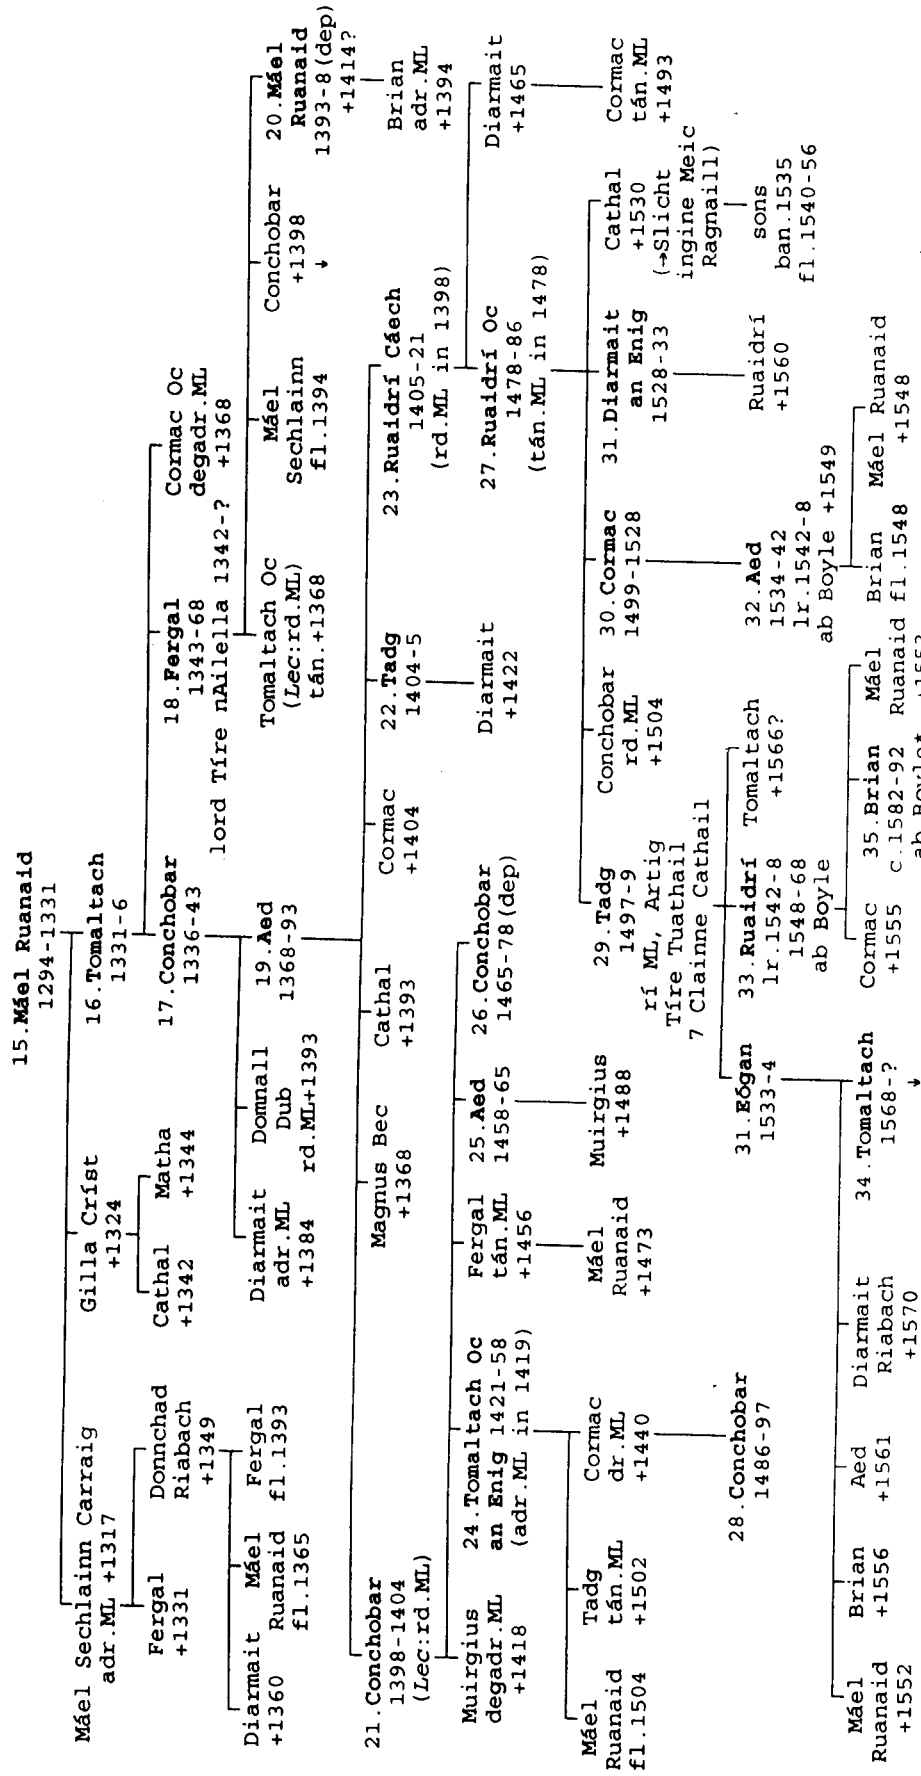 15.Máel Ruanaid
1294-1331
Máel Sechlainn Carraig
adr.ML +1317
Gilla Críst
+1324
16.Tomaltach
1331-6
Fergal
+1331
Donnchad
Riabach
+1349
Cathal
+1342
Matha
+1344
17.Conchobar
1336-43
18.Fergal
1343-68
lord Tíre nAilella 1342-?
Cormac Oc
degadr.ML
+1368
Diarmait
+1360
Máel
Ruanaid
fl.1365
Fergal
fl.1393
Diarmait
adr.ML
+1384
Domnall
Dub
rd.ML+1393
19.Aed
1368-93
Tomaltach Oc
(Lec:rd.ML)
tán.+1368
Máel
Sechlainn
fl.1394
Conchobar
+1398
↓
20.Máel
Ruanaid
1393-8(dep)
+1414?
Brian
adr.ML
+1394
21.Conchobar
1398-1404
(Lec:rd.ML)
Magnus Bec
+1368
Cathal
+1393
Cormac
+1404
22.Tadg
1404-5
23.Ruaidrí Cáech
1405-21
(rd.ML in 1398)
Muirgius
degadr.ML
+1418
24.Tomaltach Oc
an Enig 1421-58
(adr.ML in 1419)
Fergal
tán.ML
+1456
25.Aed
1458-65
26.Conchobar
1465-78(dep)
Diarmait
+1422
27.Ruaidrí Oc
1478-86
(tán.ML in 1478)
Diarmait
+1465
Máel
Ruanaid
fl.1504
Tadg
tán.ML
+1502
Cormac
dr.ML
+1440
Máel
Ruanaid
+1473
Muirgius
+1488
29.Tadg
1497-9
rí ML, Artig
Tíre Tuathail
7 Clainne Cathail
Conchobar
rd.ML
+1504
30.Cormac
1499-1528
31.Diarmait
an Enig
1528-33
Cathal
+1530
(→Slicht
ingine Meic
Ragnaill)
Cormac
tán.ML
+1493
28.Conchobar
1486-97
31.Eógan
1533-4
33.Ruaidrí
lr.1542-8
1548-68
ab Boyle
Tomaltach
+1566?
32.Aed
1534-42
lr.1542-8
ab Boyle +1549
Ruaidrí
+1560
sons
ban.1535
fl.1540-56
Máel
Ruanaid
+1552
Brian
+1556
Aed
+1561
Diarmait
Riabach
+1570
34.Tomaltach
1568-?
↓
Cormac
+1555
35.Brian
c.1582-92
Máel
Ruanaid
Brian
fl.1548
Máel Ruanaid
+1548
ab Boyle*